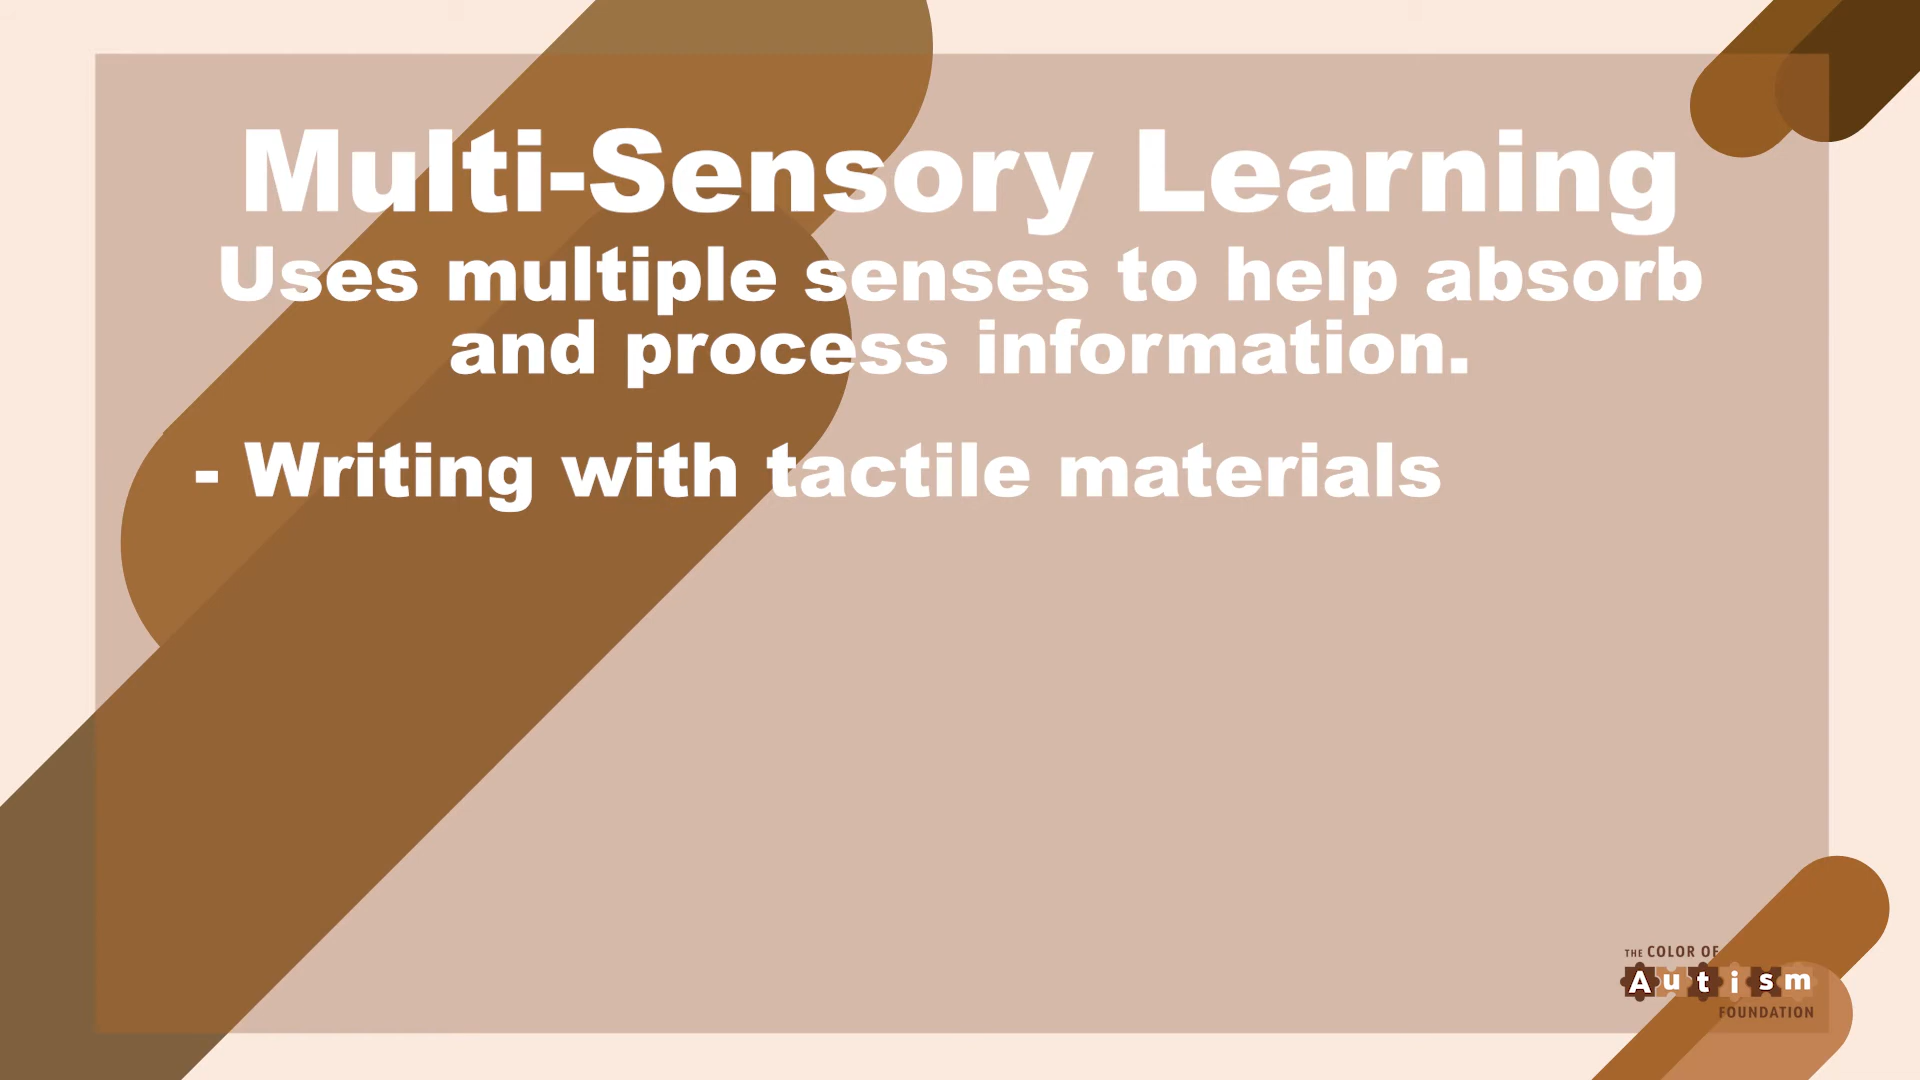 Multi-Sensory Learning
Uses multiple senses to help absorb
and process information.
- Writing with tactile materials
THE COLOR OF
Autism
FOUNDATION